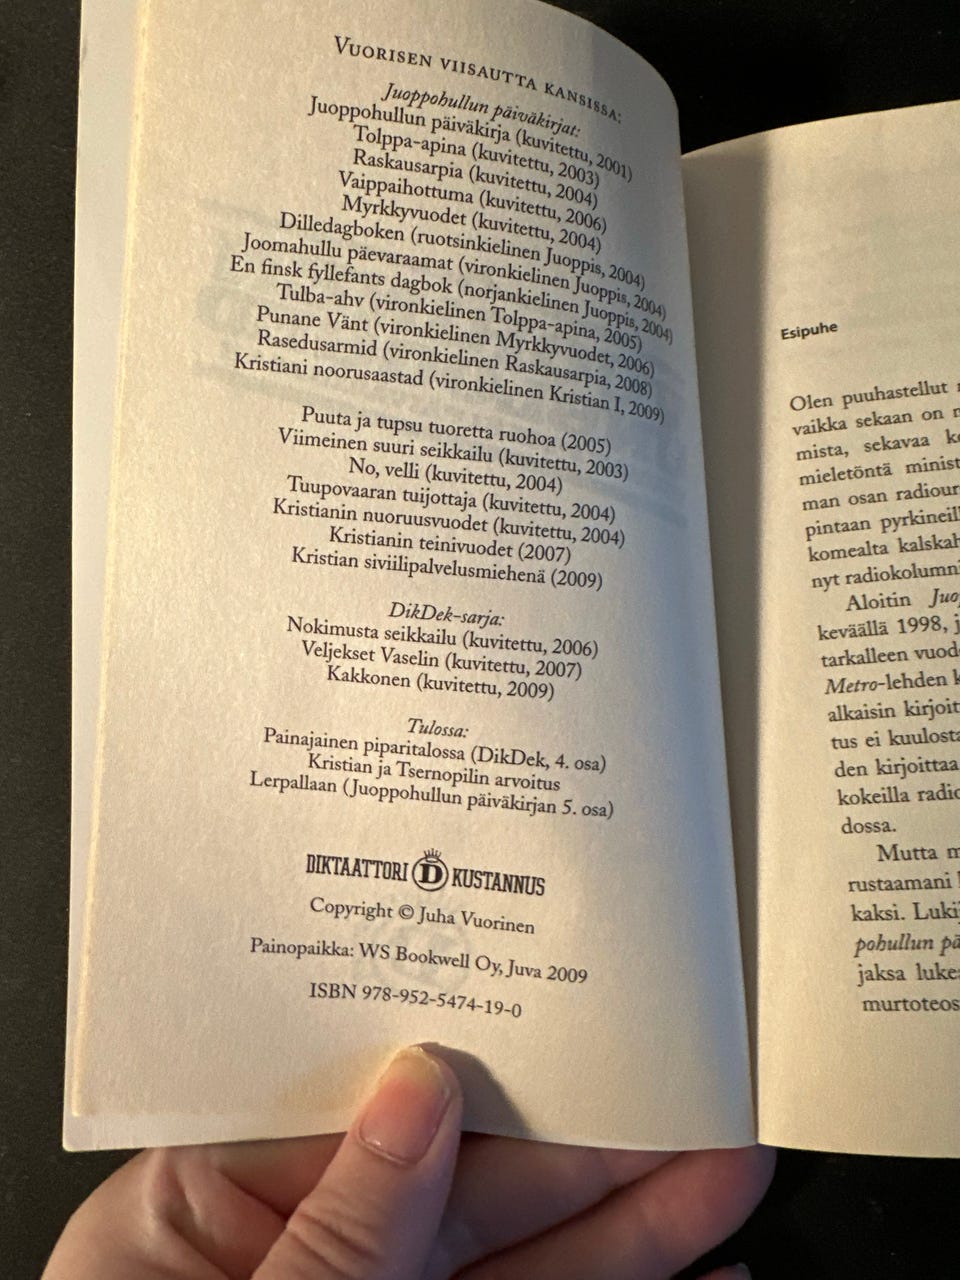 VUORISEN VIISAUTTA KANSISSA:
Juoppohullun päiväkirjat:
Juoppohullun päiväkirja (kuvitettu, 2001)
Tolppa-apina (kuvitettu, 2003)
Raskausarpia (kuvitettu, 2004)
Vaippaihottuma (kuvitettu, 2006)
Myrkkyvuodet (kuvitettu, 2004)
Dilledagboken (ruotsinkielinen Juoppis, 2004)
Joomahullu päevaraamat (vironkielinen Juoppis, 2004)
En finsk fyllefants dagbok (norjankielinen Juoppis, 2004)
Tulba-ahv (vironkielinen Tolppa-apina, 2005)
Punane Vänt (vironkielinen Myrkkyvuodet, 2006)
Rasedusarmid (vironkielinen Raskausarpia, 2008)
Kristiani noorusaastad (vironkielinen Kristian I, 2009)
Puuta ja tupsu tuoretta ruohoa (2005)
Viimeinen suuri seikkailu (kuvitettu, 2003)
No, velli (kuvitettu, 2004)
Tuupovaaran tuijottaja (kuvitettu, 2004)
Kristianin nuoruusvuodet (kuvitettu, 2004)
Kristianin teinivuodet (2007)
Kristian siviilipalvelusmiehenä (2009)
DikDek-sarja:
Nokimusta seikkailu (kuvitettu, 2006)
Veljekset Vaselin (kuvitettu, 2007)
Kakkonen (kuvitettu, 2009)
Tulossa:
Painajainen piparitalossa (DikDek, 4. osa)
Kristian ja Tsernopilin arvoitus
Lerpallaan (Juoppohullun päiväkirjan 5. osa)
DIKTAATTORI D KUSTANNUS
Copyright © Juha Vuorinen
Painopaikka: WS Bookwell Oy, Juva 2009
ISBN 978-952-5474-19-0
Esipuhe
Olen puuhastellut
vaikka sekaan on
mista, sekavaa
mieletöntä minist
man osan radiour
pintaan pyrkineill
komealta kalskah
nyt radiokolumni
Aloitin Juo
keväällä 1998, j
tarkalleen vuod
Metro-lehden k
alkaisin kirjoit
tus ei kuulosta
den kirjoittaa
kokeilla radio
dossa.
Mutta m
rustaamani
kaksi. Lukij
pohullun pä
jaksa luke
murtoteos